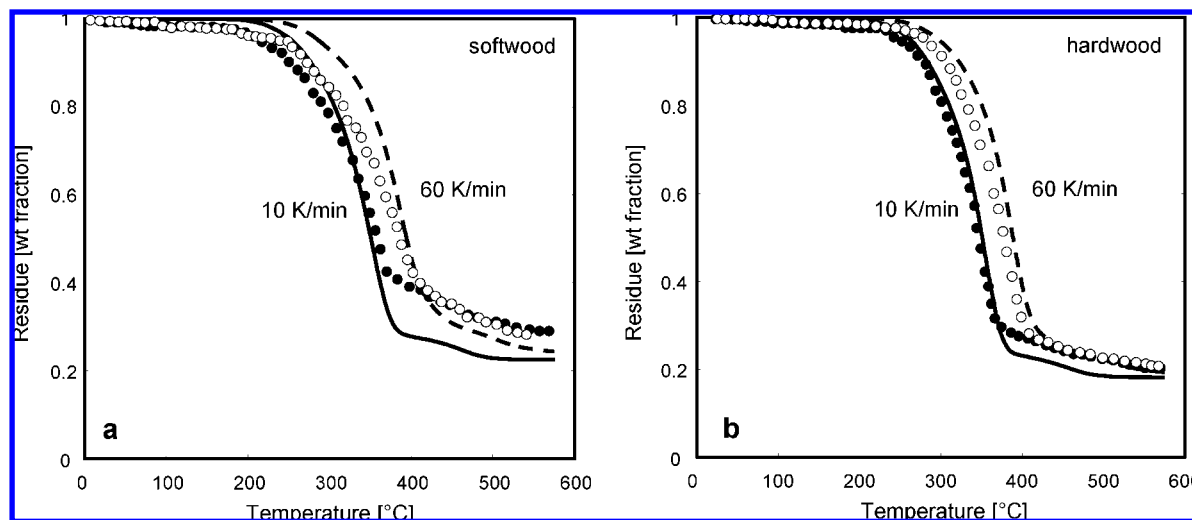 1
softwood
0.8
0.6
60 K/min
10 K/min
0.4
0.2
a
0
0 100 200 300 400 500 600
Temperature [°C]
Residue [wt fraction]
1
hardwood
0.8
0.6
60 K/min
10 K/min
0.4
0.2
b
0
0 100 200 300 400 500 600
Temperature [°C]
Residue [wt fraction]